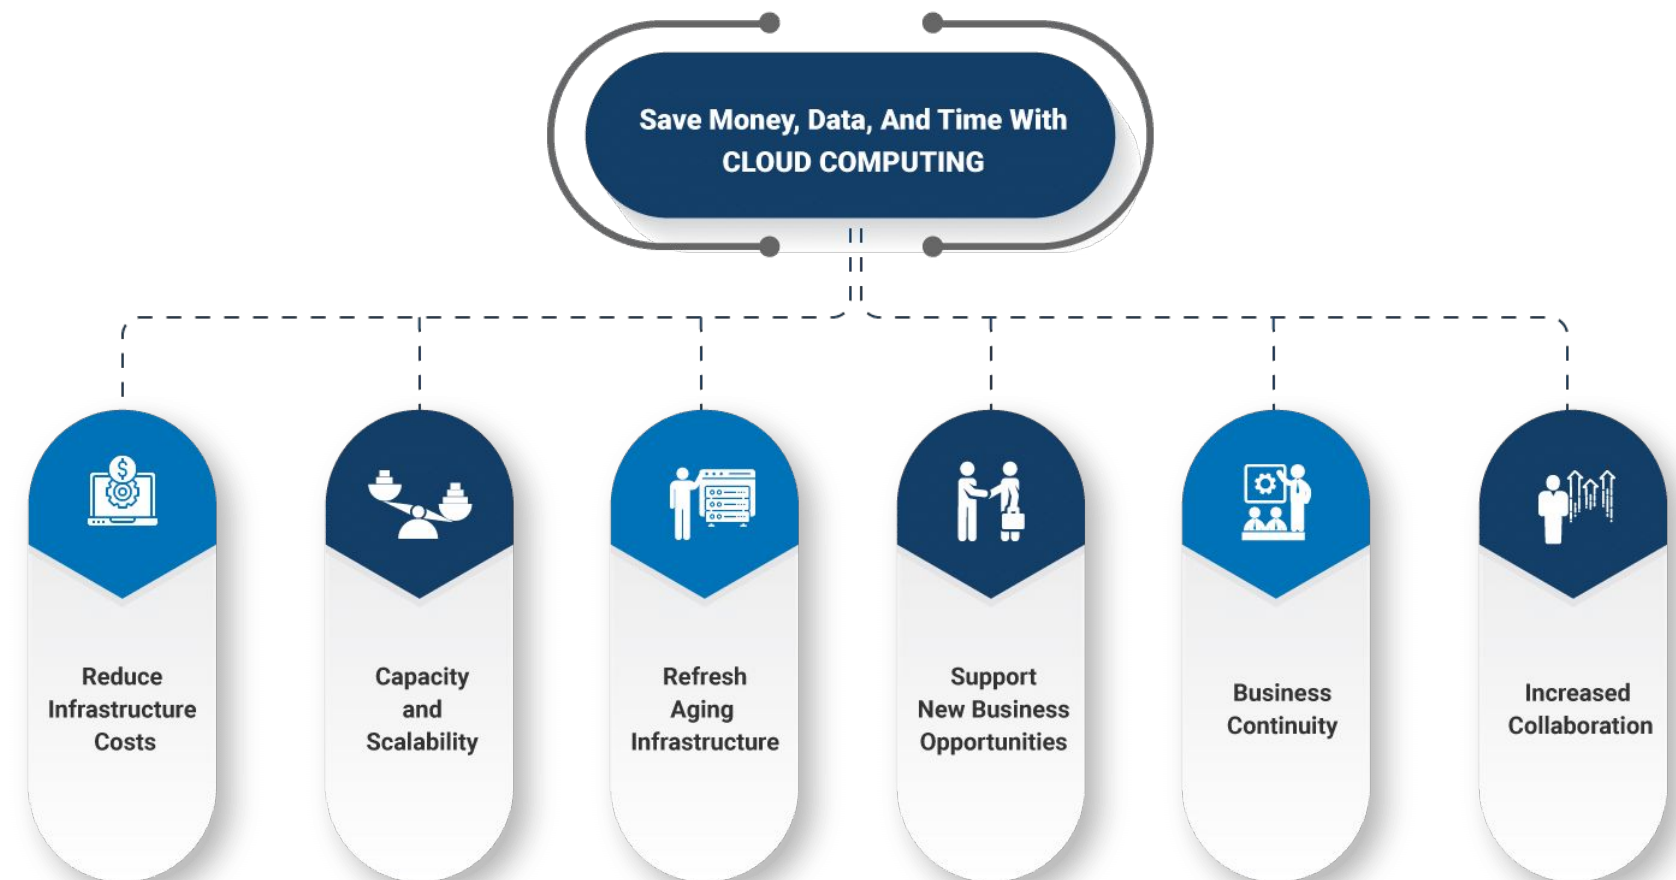 Save Money, Data, And Time With
CLOUD COMPUTING
$
Reduce
Infrastructure
Costs
Capacity
and
Scalability
Refresh
Aging
Infrastructure
Support
New Business
Opportunities
Business
Continuity
Increased
Collaboration